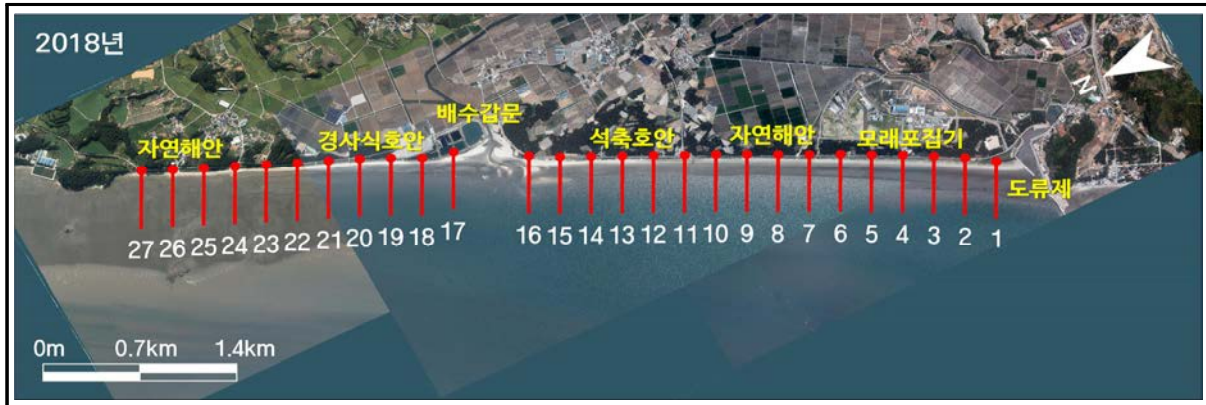 2018년
N
배수갑문
자연해안 경사식호안 석축호안 자연해안 모래포집기
도류제
27 26 25 24 23 22 21 20 19 18 17 16 15 14 13 12 11 10 9 8 7 6 5 4 3 2 1
0m 0.7km 1.4km